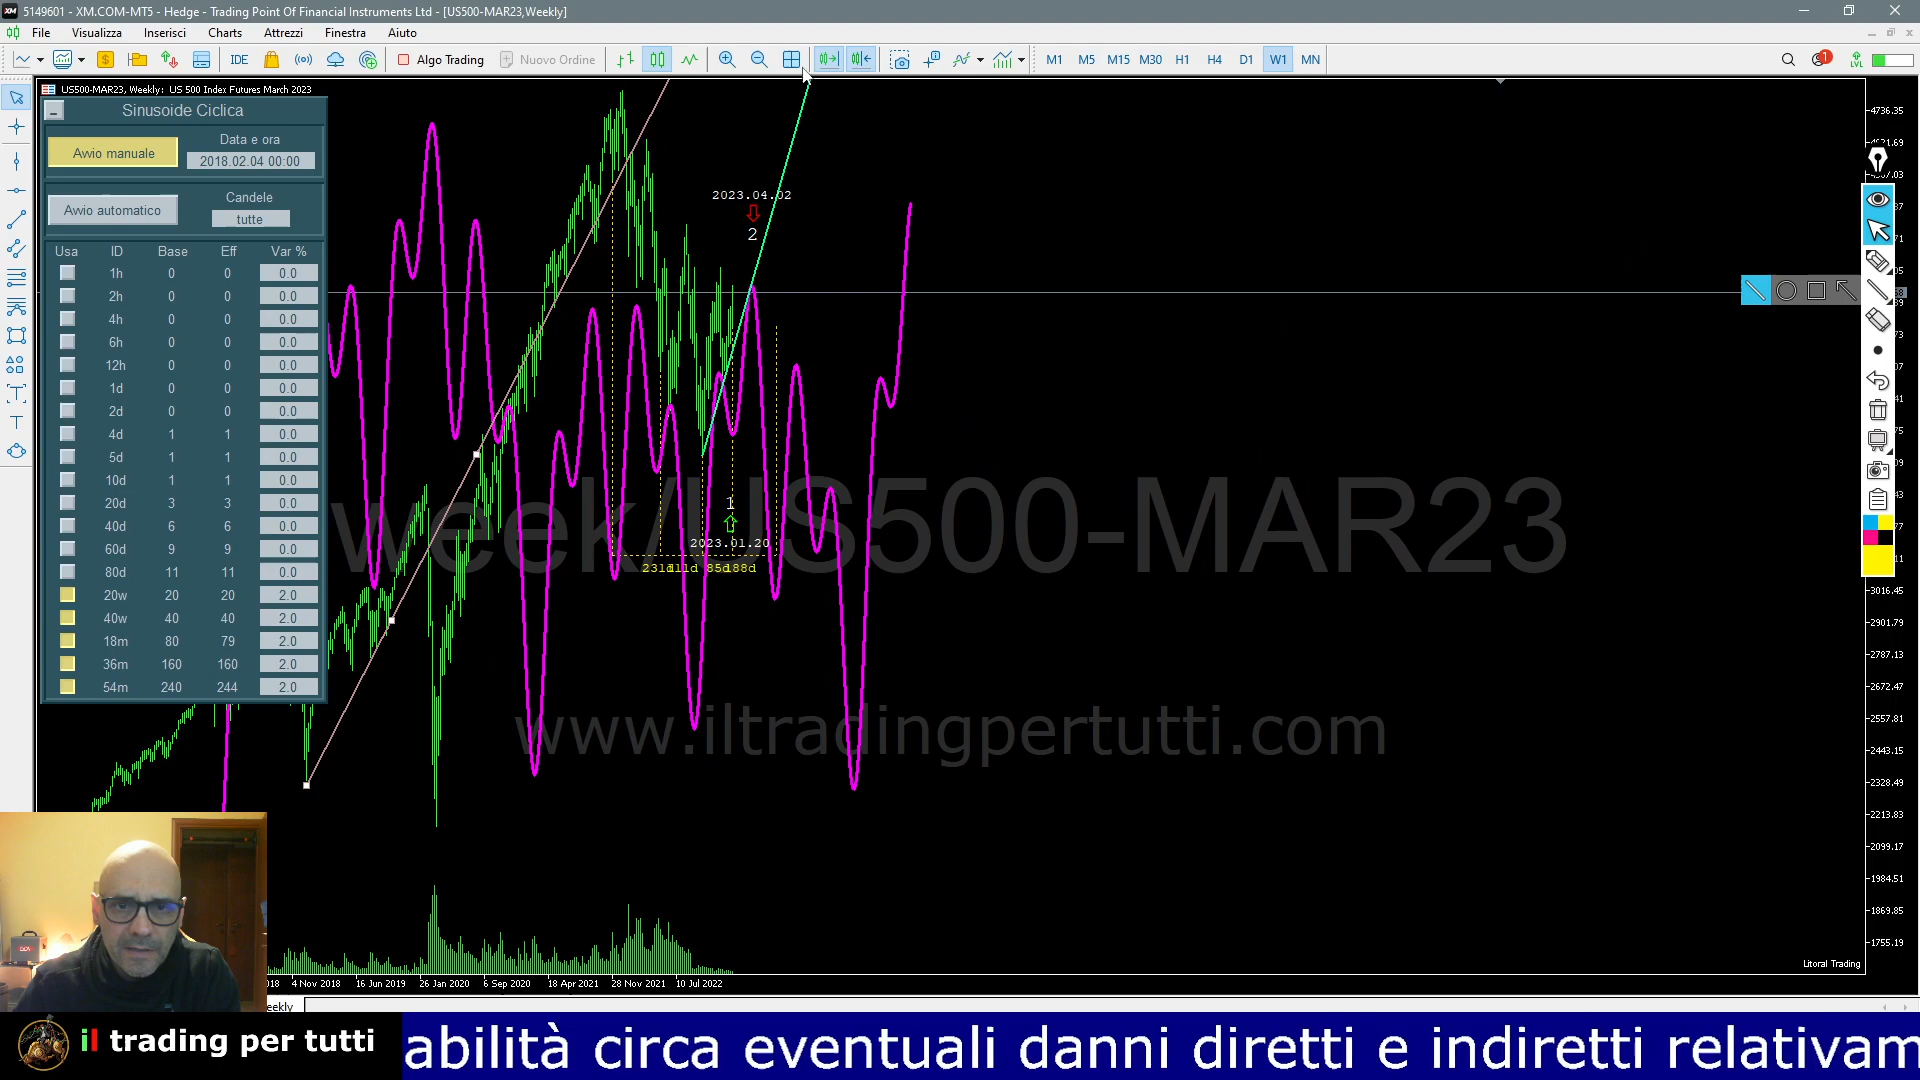 5149601 - XM.COM-MT5 - Hedge - Trading Point Of Financial Instruments Ltd - [US500-MAR23,Weekly]
File Visualizza Inserisci Charts Attrezzi Finestra Aiuto
IDE Algo Trading Nuovo Ordine M1 M5 M15 M30 H1 H4 D1 W1 MN 1 LVL
US500-MAR23, Weekly: US 500 Index Futures March 2023
Sinusoide Ciclica
Avvio manuale
Data e ora
2018.02.04 00:00
Avvio automatico
Candele
tutte
Usa ID Base Eff Var %
1h 0 0 0.0
2h 0 0 0.0
4h 0 0 0.0
6h 0 0 0.0
12h 0 0 0.0
1d 0 0 0.0
2d 0 0 0.0
4d 1 1 0.0
5d 1 1 0.0
10d 1 1 0.0
20d 3 3 0.0
40d 6 6 0.0
60d 9 9 0.0
80d 11 11 0.0
20w 20 20 2.0
40w 40 40 2.0
18m 80 79 2.0
36m 160 160 2.0
54m 240 244 2.0
2023.04.02
2
1
2023.01.20
week/US500-MAR23
www.iltradingpertutti.com
4736.35
3016.45
2901.79
2787.13
2672.47
2557.81
2443.15
2328.49
2213.83
2099.17
1984.51
1869.85
1755.19
Litoral Trading
4 Nov 2018 16 Jun 2019 26 Jan 2020 6 Sep 2020 18 Apr 2021 28 Nov 2021 10 Jul 2022
il trading per tutti
abilità circa eventuali danni diretti e indiretti relativam